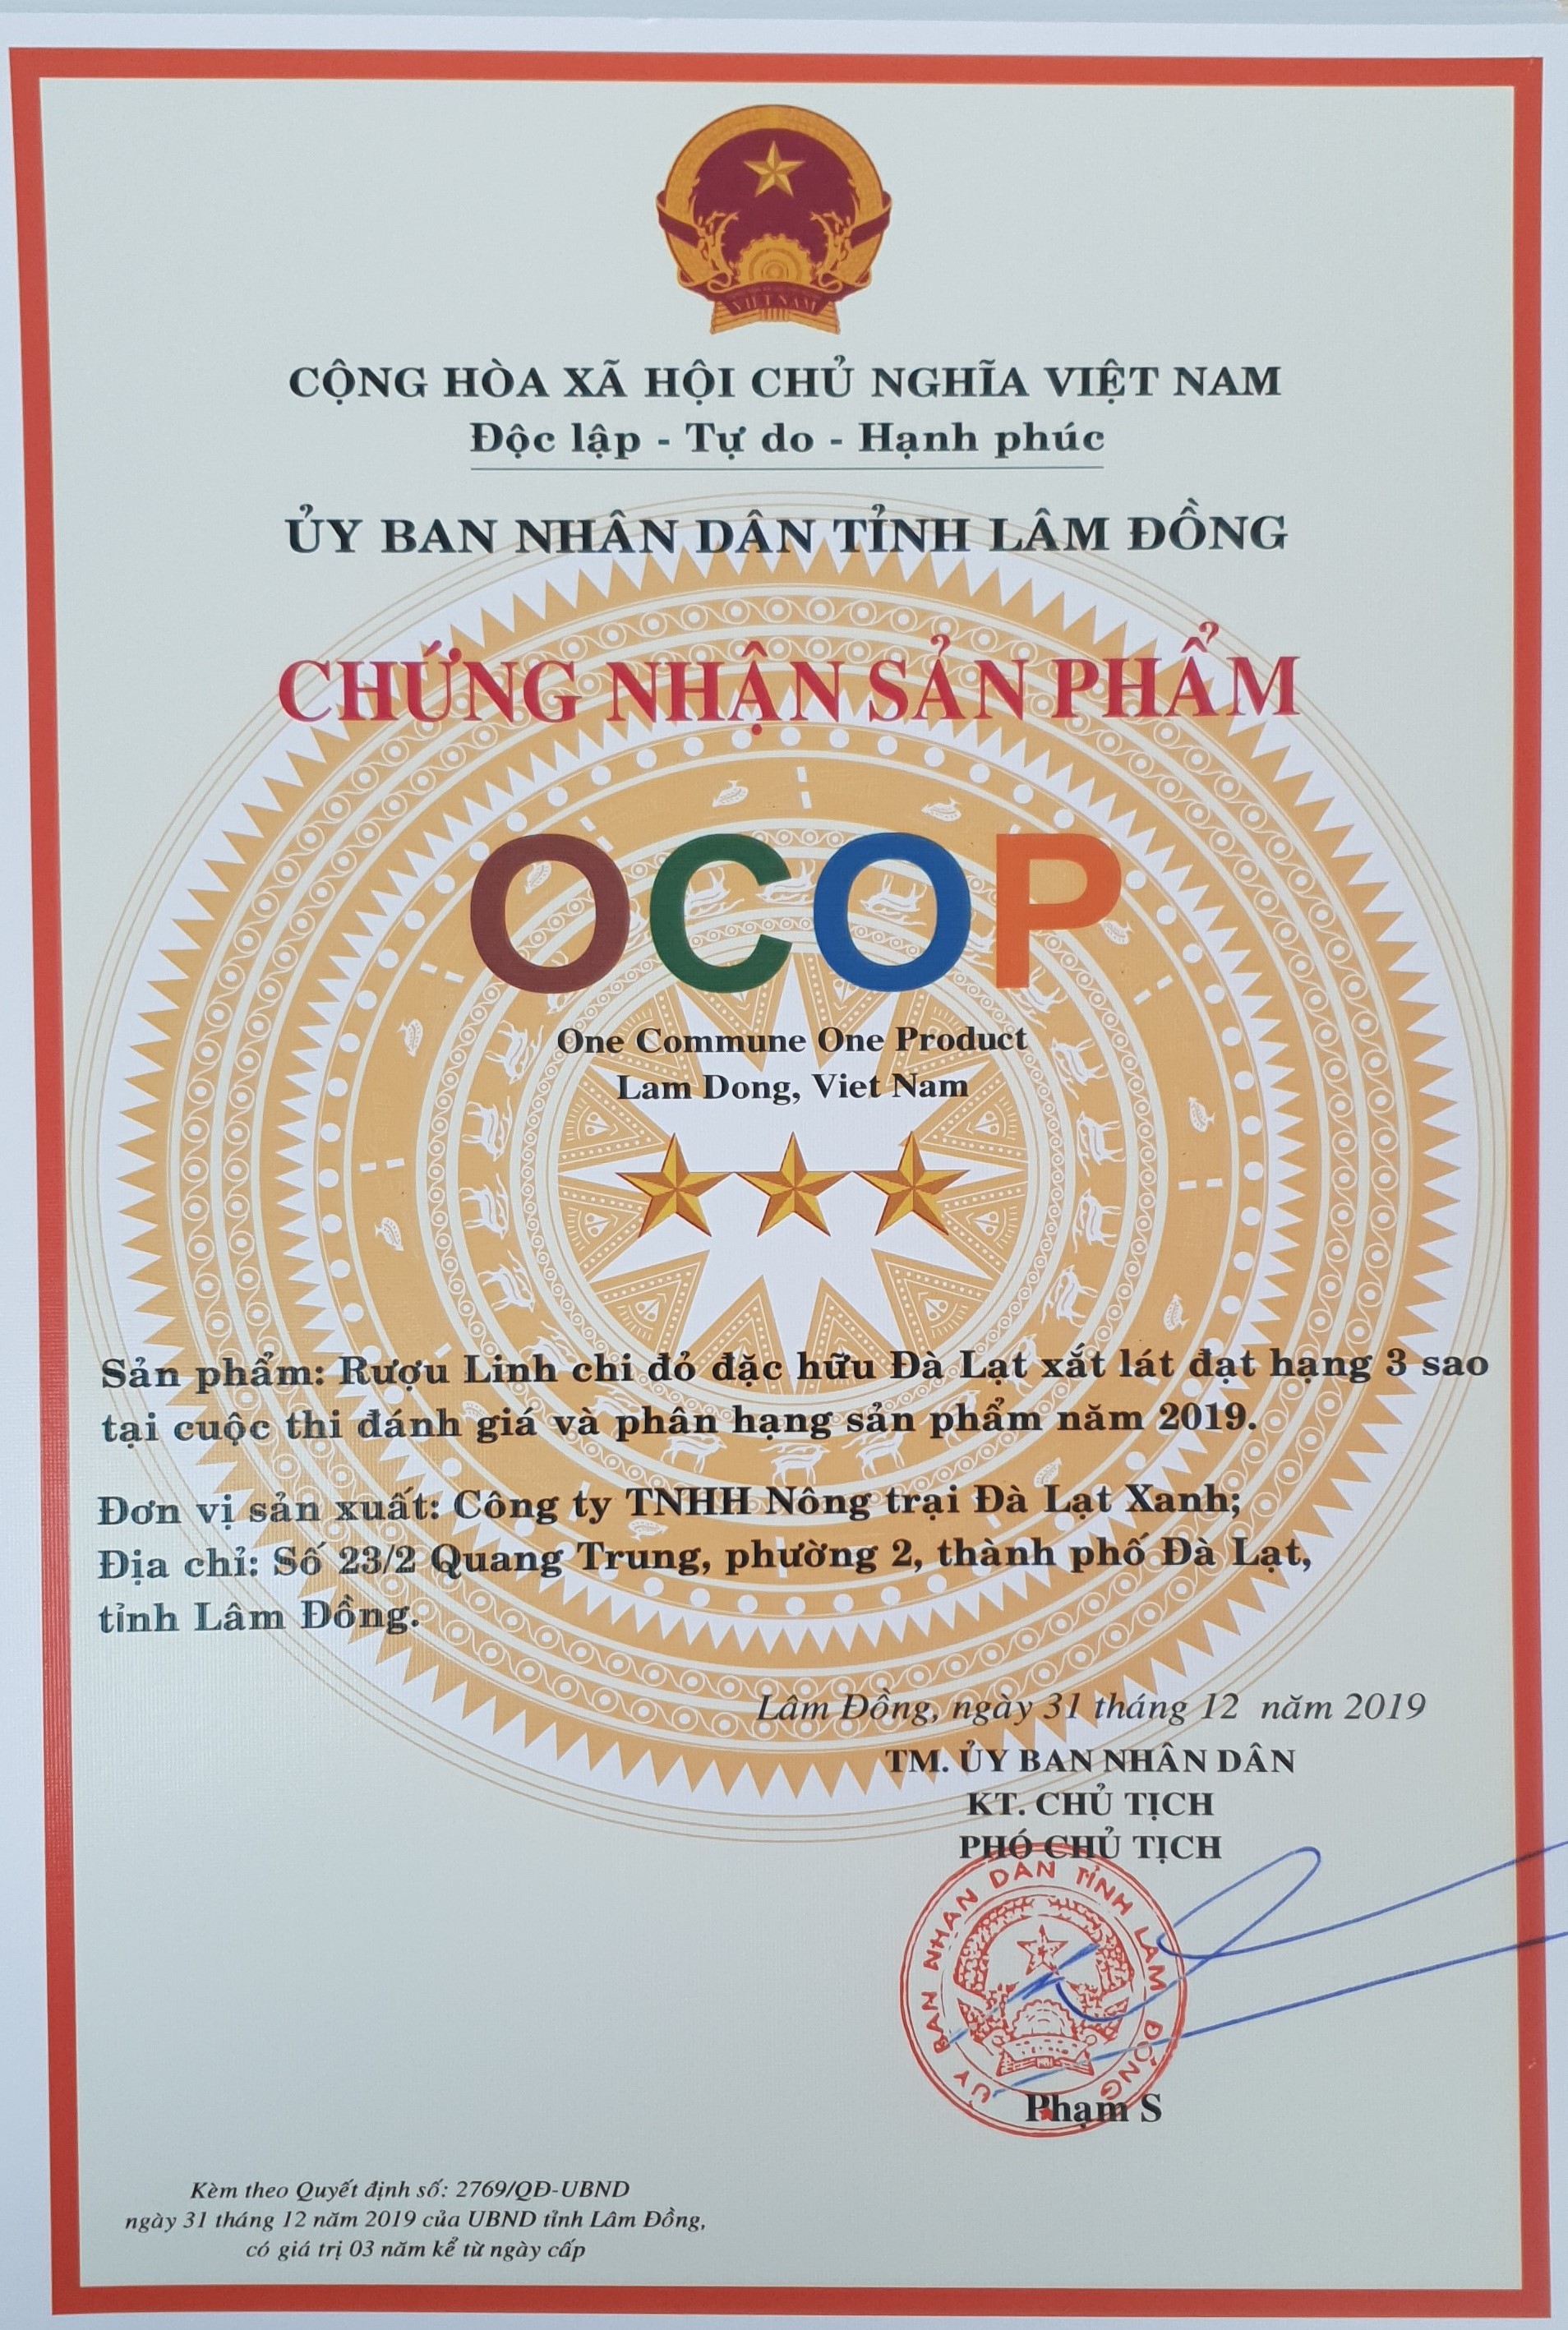 VIỆT NAM
CỘNG HÒA XÃ HỘI CHỦ NGHĨA VIỆT NAM
Độc lập - Tự do - Hạnh phúc
ỦY BAN NHÂN DÂN TỈNH LÂM ĐỒNG
CHỨNG NHẬN SẢN PHẨM
OCOP
One Commune One Product
Lam Dong, Viet Nam
Sản phẩm: Rượu Linh chi đỏ đặc hữu Đà Lạt xắt lát đạt hạng 3 sao
tại cuộc thi đánh giá và phân hạng sản phẩm năm 2019.
Đơn vị sản xuất: Công ty TNHH Nông trại Đà Lạt Xanh;
Địa chỉ: Số 23/2 Quang Trung, phường 2, thành phố Đà Lạt,
tỉnh Lâm Đồng.
Lâm Đồng, ngày 31 tháng 12 năm 2019
TM. ỦY BAN NHÂN DÂN
KT. CHỦ TỊCH
PHÓ CHỦ TỊCH
ỦY BAN NHÂN DÂN TỈNH LÂM ĐỒNG
Phạm S
Kèm theo Quyết định số: 2769/QĐ-UBND
ngày 31 tháng 12 năm 2019 của UBND tỉnh Lâm Đồng,
có giá trị 03 năm kể từ ngày cấp